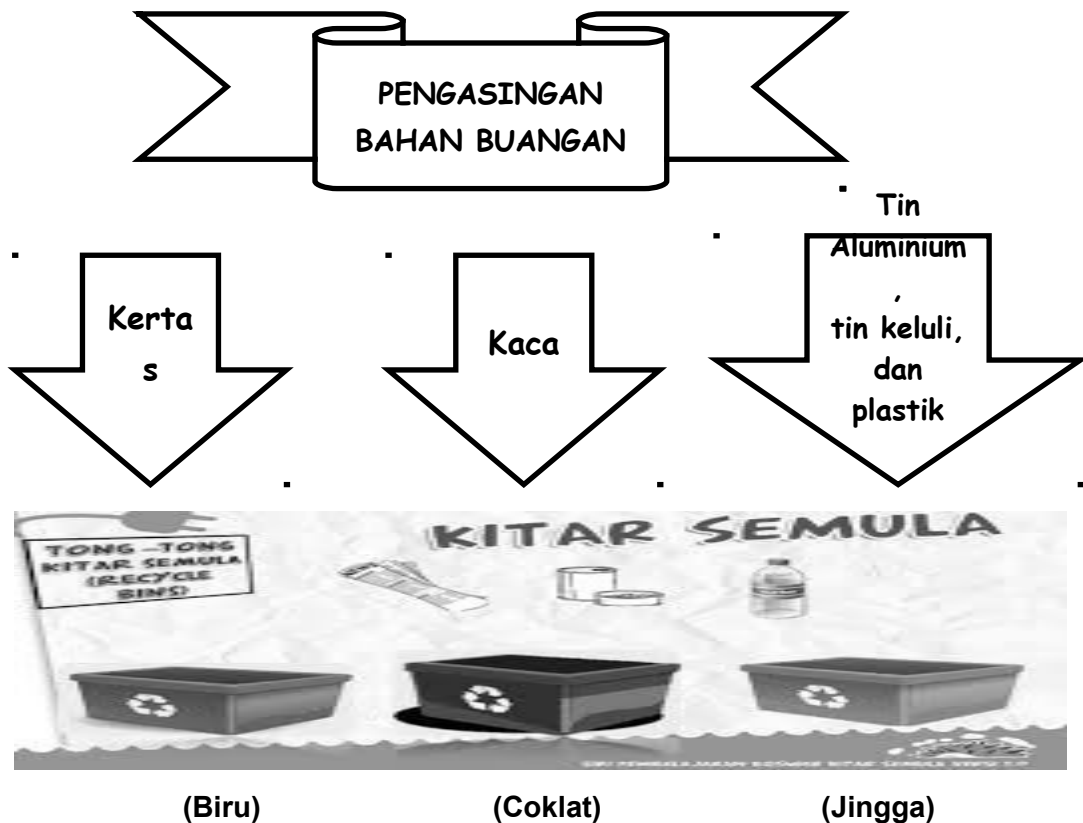 PENGASINGAN
BAHAN BUANGAN
Kerta
s
Kaca
Tin
Aluminium
,
tin keluli,
dan
plastik
KITAR SEMULA
TONG-TONG
KITAR SEMULA
(RECYCLE
BINS)
(Biru)
(Coklat)
(Jingga)